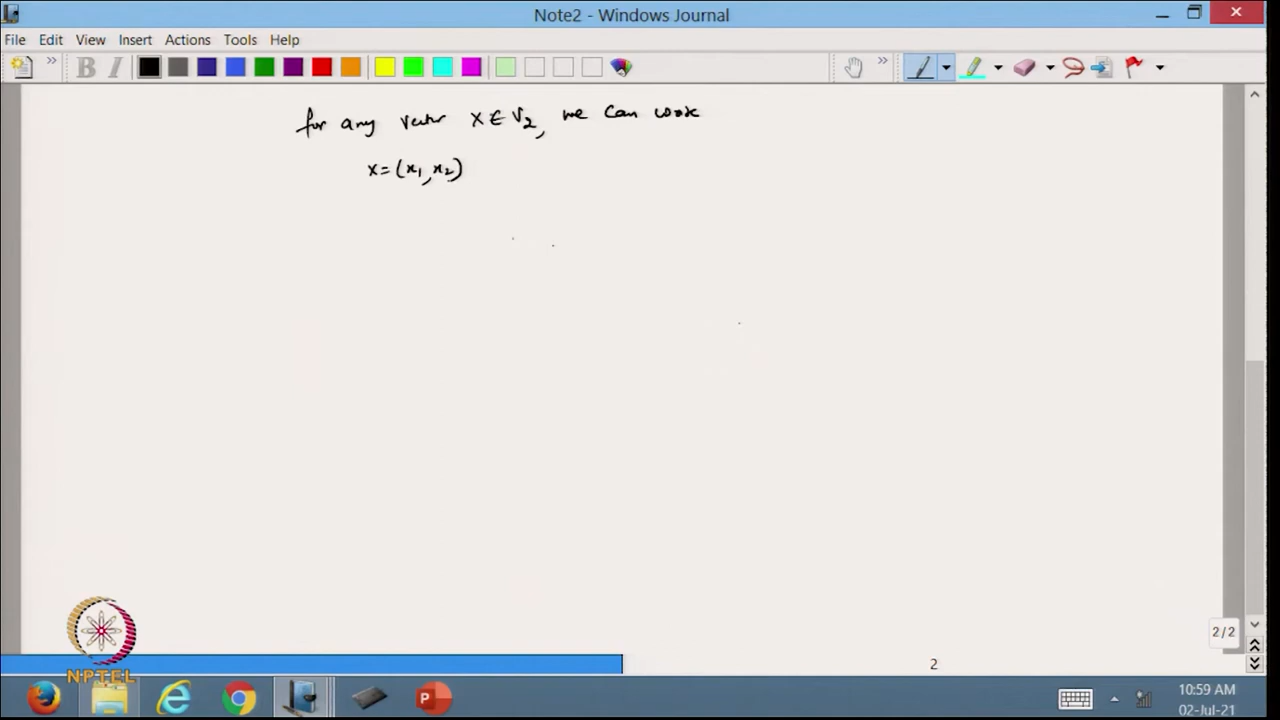 Note2 - Windows Journal
File Edit View Insert Actions Tools Help
B I
for any vector x ∈ V2, we can write
x = (x1, x2)
2/2
2
NPTEL
10:59 AM
02-Jul-21